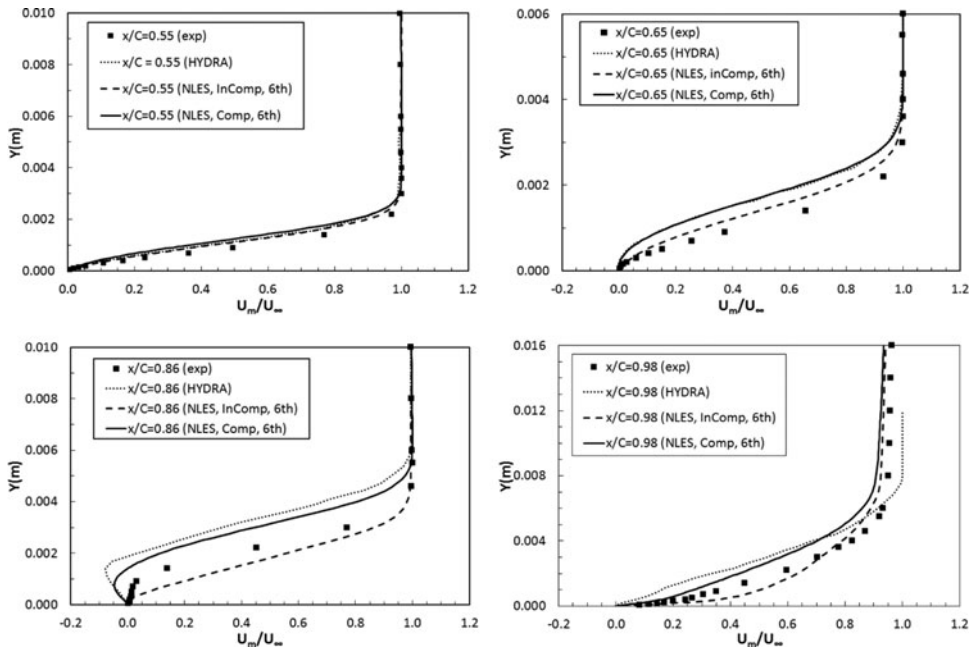 0.010
0.008
0.006
0.004
0.002
0.000
Y(m)
x/C=0.55 (exp)
x/C = 0.55 (HYDRA)
x/C=0.55 (NLES, InComp, 6th)
x/C=0.55 (NLES, Comp, 6th)
0.0 0.2 0.4 0.6 0.8 1.0 1.2
Um/U∞
0.006
0.004
0.002
0.000
Y(m)
x/C=0.65 (exp)
x/C=0.65 (HYDRA)
x/C=0.65 (NLES, inComp, 6th)
x/C=0.65 (NLES, Comp, 6th)
-0.2 0.0 0.2 0.4 0.6 0.8 1.0 1.2
Um/U∞
0.010
0.008
0.006
0.004
0.002
0.000
Y(m)
x/C=0.86 (exp)
x/C=0.86 (HYDRA)
x/C=0.86 (NLES, InComp, 6th)
x/C=0.86 (NLES, Comp, 6th)
-0.2 0.0 0.2 0.4 0.6 0.8 1.0 1.2
Um/U∞
0.016
0.012
0.008
0.004
0.000
Y(m)
x/C=0.98 (exp)
x/C=0.98 (HYDRA)
x/C=0.98 (NLES, InComp, 6th)
x/C=0.98 (NLES, Comp, 6th)
-0.2 0.0 0.2 0.4 0.6 0.8 1.0 1.2
Um/U∞